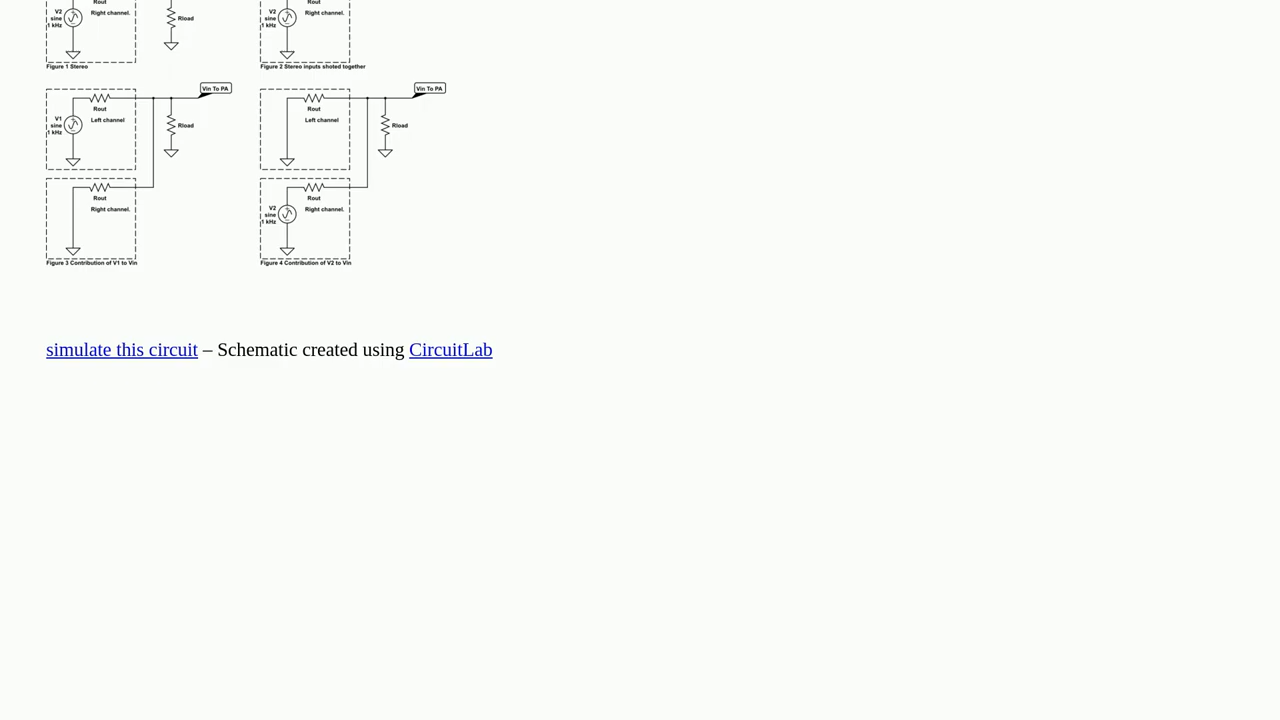 Rout
V2
Right channel.
sine
Rload
1 kHz
Figure 1 Stereo
Rout
V2
Right channel.
sine
1 kHz
Figure 2 Stereo inputs shoted together
Vin To PA
Rout
V1
Left channel
sine
Rload
1 kHz
Rout
Right channel.
Figure 3 Contribution of V1 to Vin
Vin To PA
Rout
Left channel
Rload
Rout
V2
Right channel.
sine
1 kHz
Figure 4 Contribution of V2 to Vin
simulate this circuit – Schematic created using CircuitLab